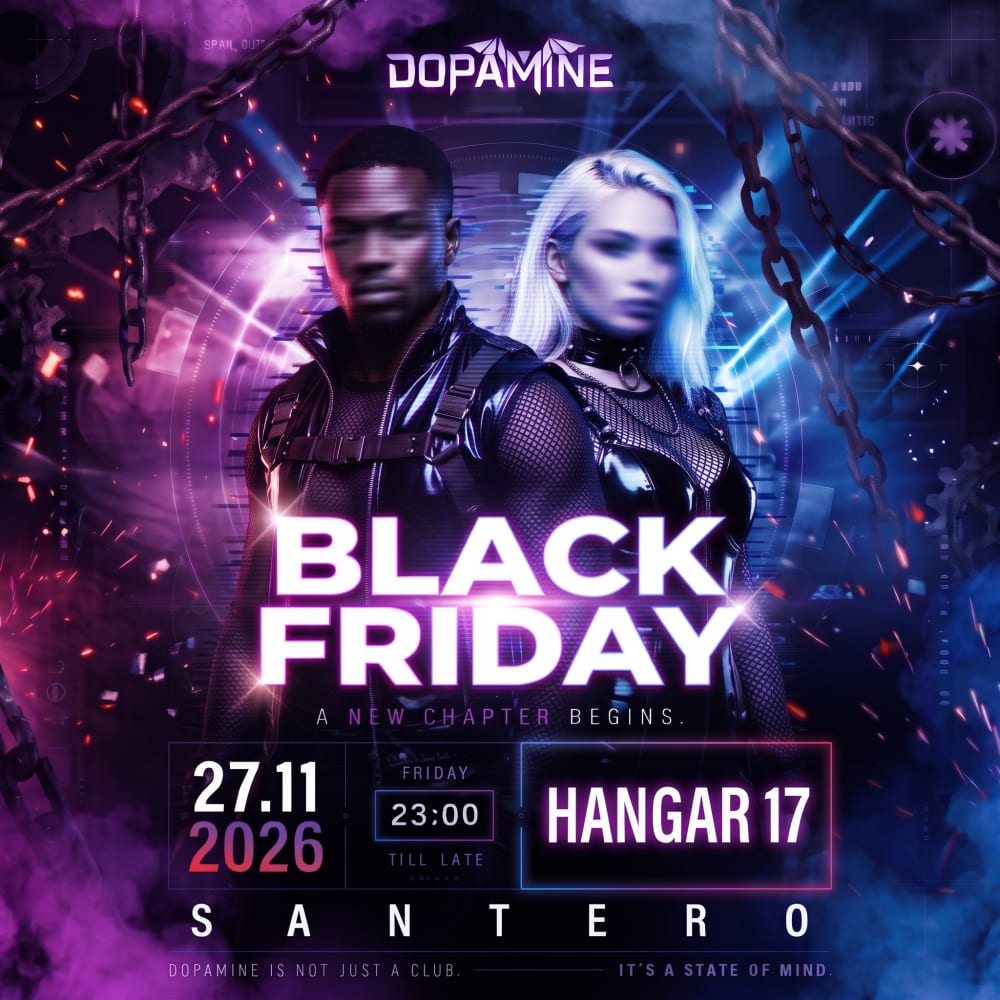 DOPAMINE
BLACK
FRIDAY
A NEW CHAPTER BEGINS.
27.11
2026
FRIDAY
23:00
TILL LATE
HANGAR 17
SANTERO
DOPAMINE IS NOT JUST A CLUB.
IT'S A STATE OF MIND.